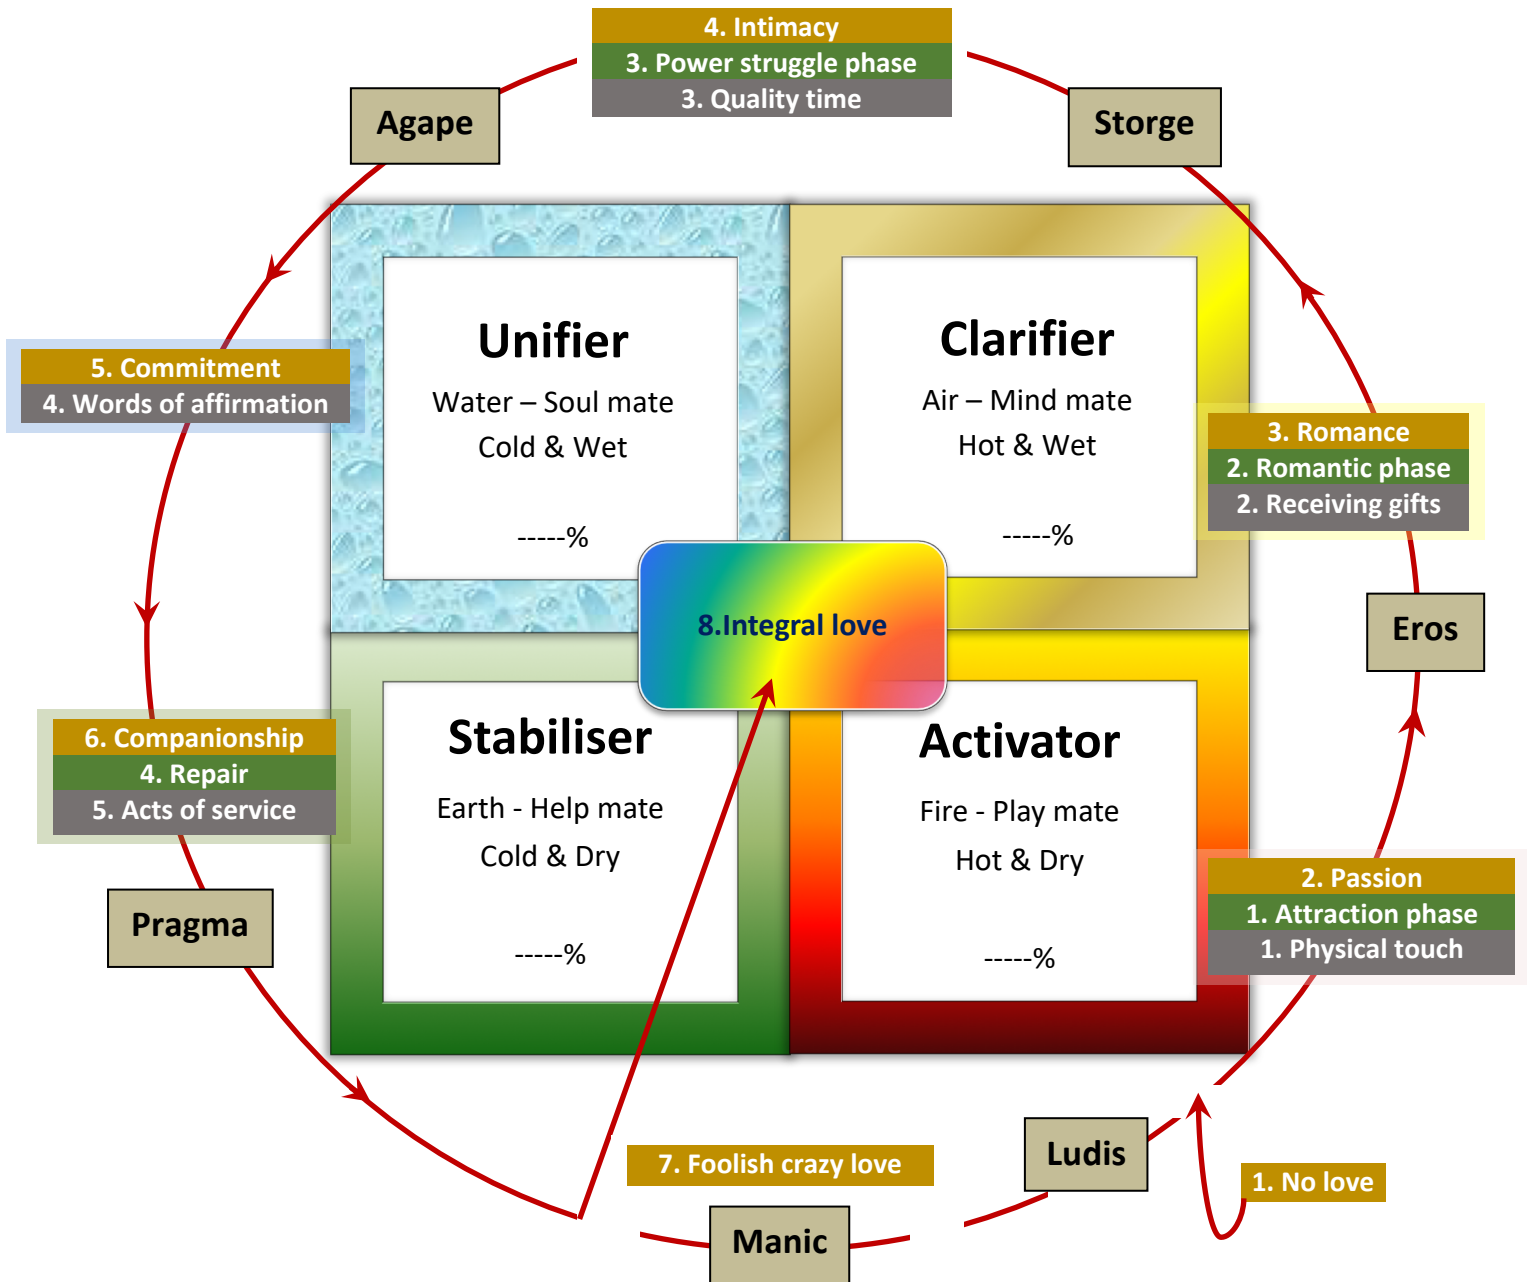 4. Intimacy
3. Power struggle phase
3. Quality time
Agape
Storge
Unifier
Water – Soul mate
Cold & Wet
-----%
Clarifier
Air – Mind mate
Hot & Wet
-----%
5. Commitment
4. Words of affirmation
3. Romance
2. Romantic phase
2. Receiving gifts
8.Integral love
Eros
Stabiliser
Earth - Help mate
Cold & Dry
-----%
Activator
Fire - Play mate
Hot & Dry
-----%
6. Companionship
4. Repair
5. Acts of service
2. Passion
1. Attraction phase
1. Physical touch
Pragma
Ludis
7. Foolish crazy love
1. No love
Manic